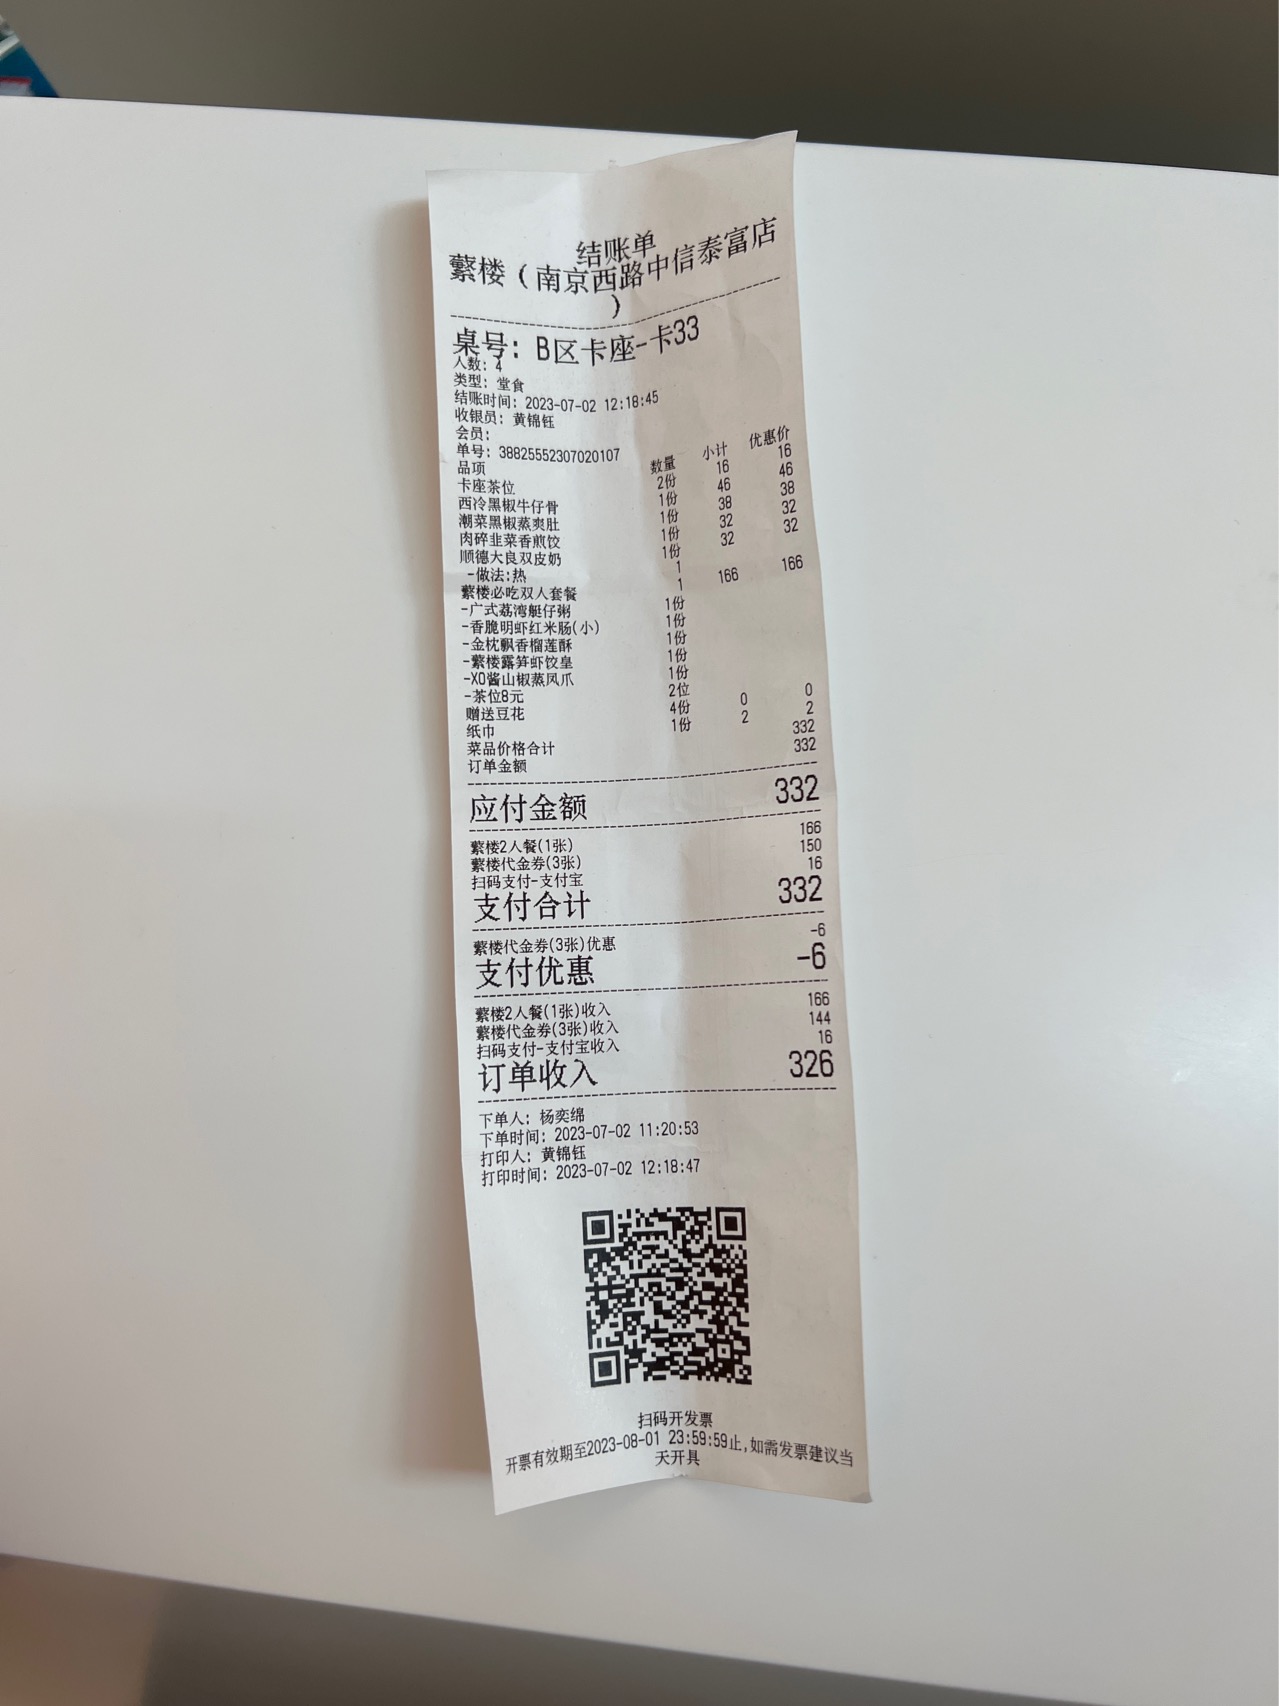 结账单
蘩楼（南京西路中信泰富店
）
桌号: B区卡座-卡33
人数: 4
类型: 堂食
结账时间: 2023-07-02 12:18:45
收银员: 黄锦钰
会员:
单号: 38825552307020107
品项 数量 小计 优惠价
卡座茶位 2份 16 16
西冷黑椒牛仔骨 1份 46 46
潮菜黑椒蒸爽肚 1份 38 38
肉碎韭菜香煎饺 1份 32 32
顺德大良双皮奶 1份 32 32
-做法:热 1
蘩楼必吃双人套餐 1 166 166
-广式荔湾艇仔粥 1份
-香脆明虾红米肠(小) 1份
-金枕飘香榴莲酥 1份
-蘩楼露笋虾饺皇 1份
-XO酱山椒蒸凤爪 1份
-茶位8元 2位
赠送豆花 4份 0 0
纸巾 1份 2 2
菜品价格合计 332
订单金额 332
应付金额 332
蘩楼2人餐(1张) 166
蘩楼代金券(3张) 150
扫码支付-支付宝 16
支付合计 332
蘩楼代金券(3张)优惠 -6
支付优惠 -6
蘩楼2人餐(1张)收入 166
蘩楼代金券(3张)收入 144
扫码支付-支付宝收入 16
订单收入 326
下单人: 杨奕绵
下单时间: 2023-07-02 11:20:53
打印人: 黄锦钰
打印时间: 2023-07-02 12:18:47
扫码开发票
开票有效期至2023-08-01 23:59:59止,如需发票建议当
天开具